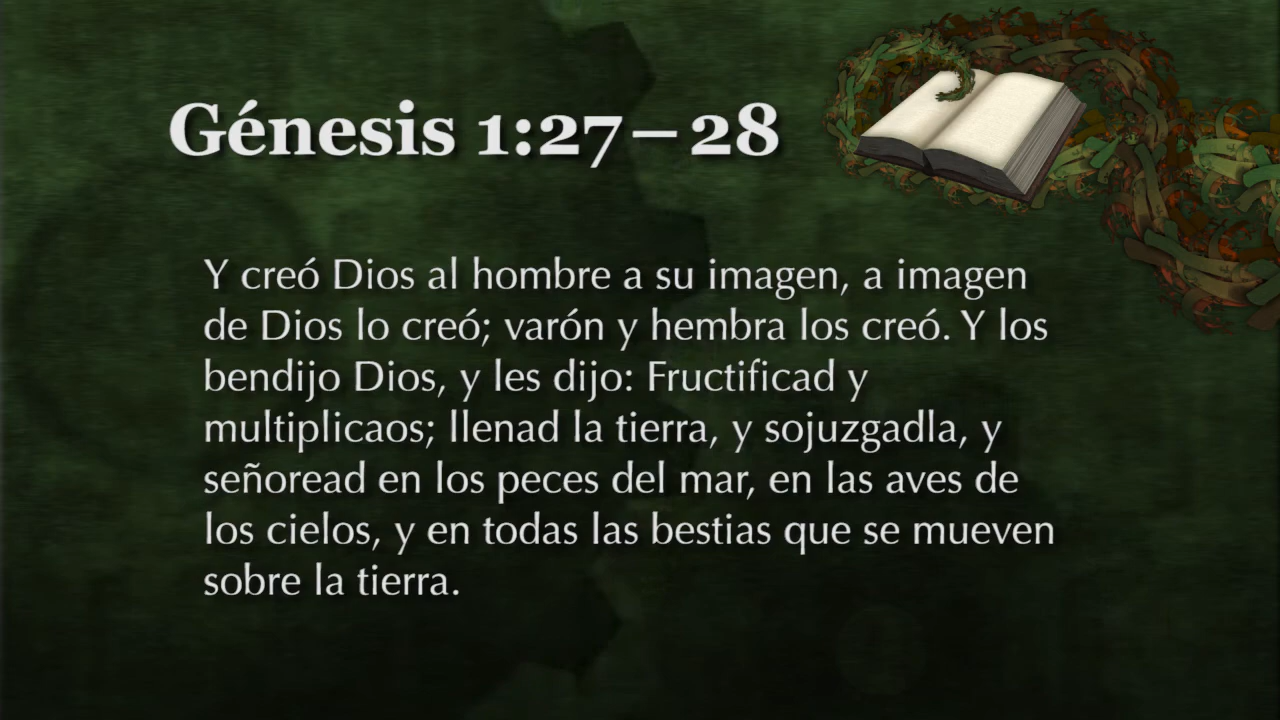 Génesis 1:27–28
Y creó Dios al hombre a su imagen, a imagen
de Dios lo creó; varón y hembra los creó. Y los
bendijo Dios, y les dijo: Fructificad y
multiplicaos; llenad la tierra, y sojuzgadla, y
señoread en los peces del mar, en las aves de
los cielos, y en todas las bestias que se mueven
sobre la tierra.